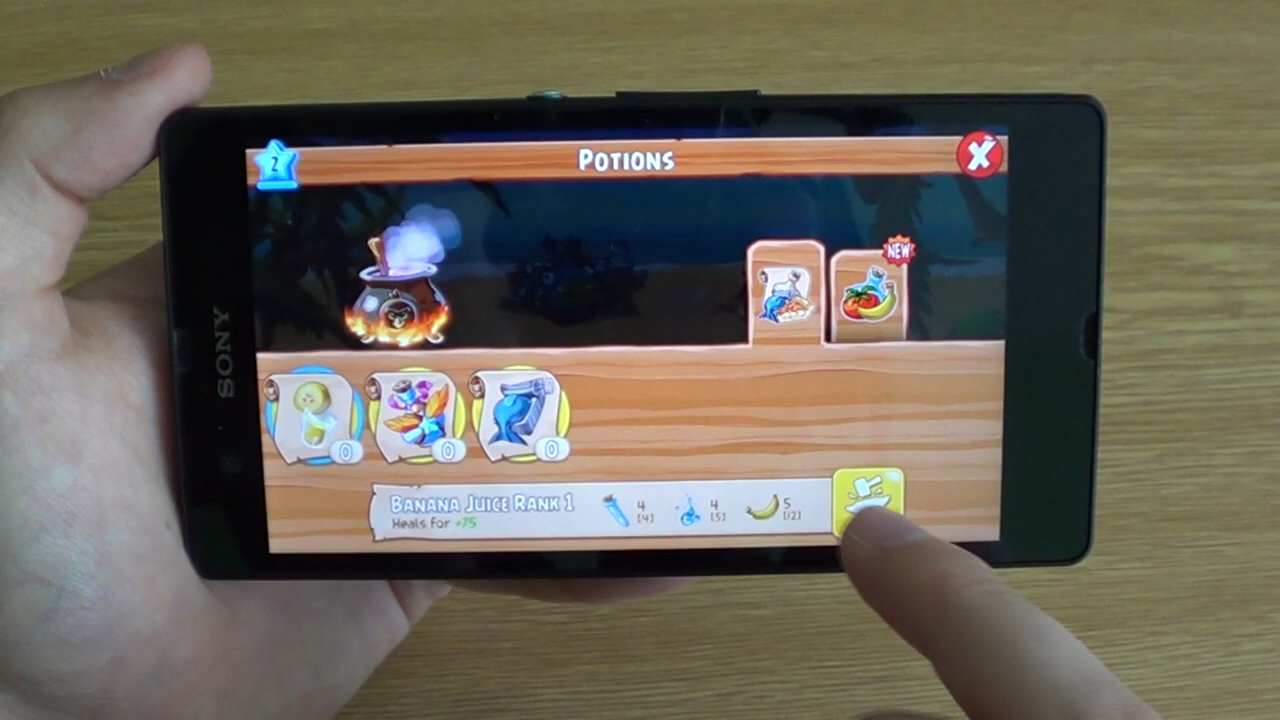 SONY
2
POTIONS
X
NEW
0
0
0
BANANA JUICE RANK 1
Heals for +75
4
[4]
4
[5]
5
[12]